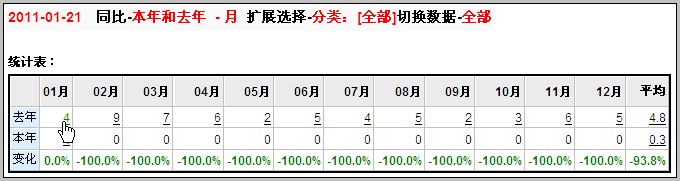 2011-01-21 同比-本年和去年 - 月 扩展选择-分类：[全部]切换数据-全部
统计表：
01月 02月 03月 04月 05月 06月 07月 08月 09月 10月 11月 12月 平均
去年 4 9 7 6 2 5 4 5 2 3 6 5 4.8
本年 0 0 0 0 0 0 0 0 0 0 0 0.3
变化 0.0% -100.0% -100.0% -100.0% -100.0% -100.0% -100.0% -100.0% -100.0% -100.0% -100.0% -100.0% -93.8%